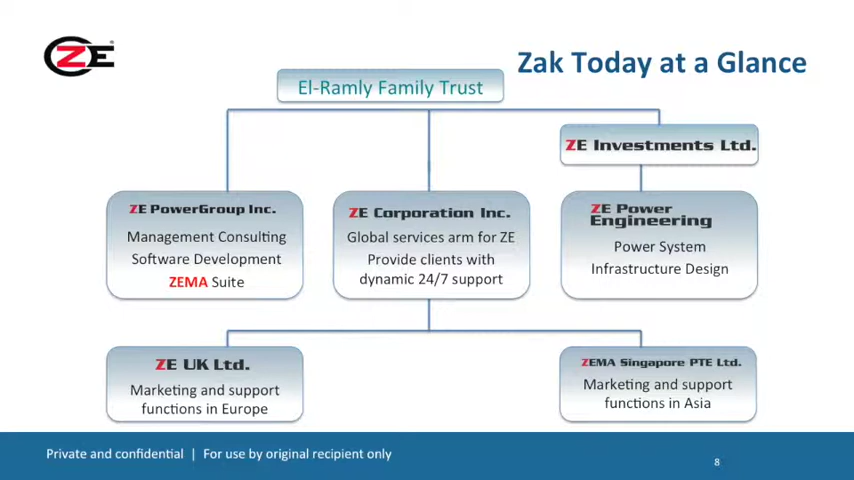 ZE
Zak Today at a Glance
El-Ramly Family Trust
ZE Investments Ltd.
ZE PowerGroup Inc.
Management Consulting
Software Development
ZEMA Suite
ZE Corporation Inc.
Global services arm for ZE
Provide clients with
dynamic 24/7 support
ZE Power
Engineering
Power System
Infrastructure Design
ZE UK Ltd.
Marketing and support
functions in Europe
ZEMA Singapore PTE Ltd.
Marketing and support
functions in Asia
Private and confidential | For use by original recipient only
8